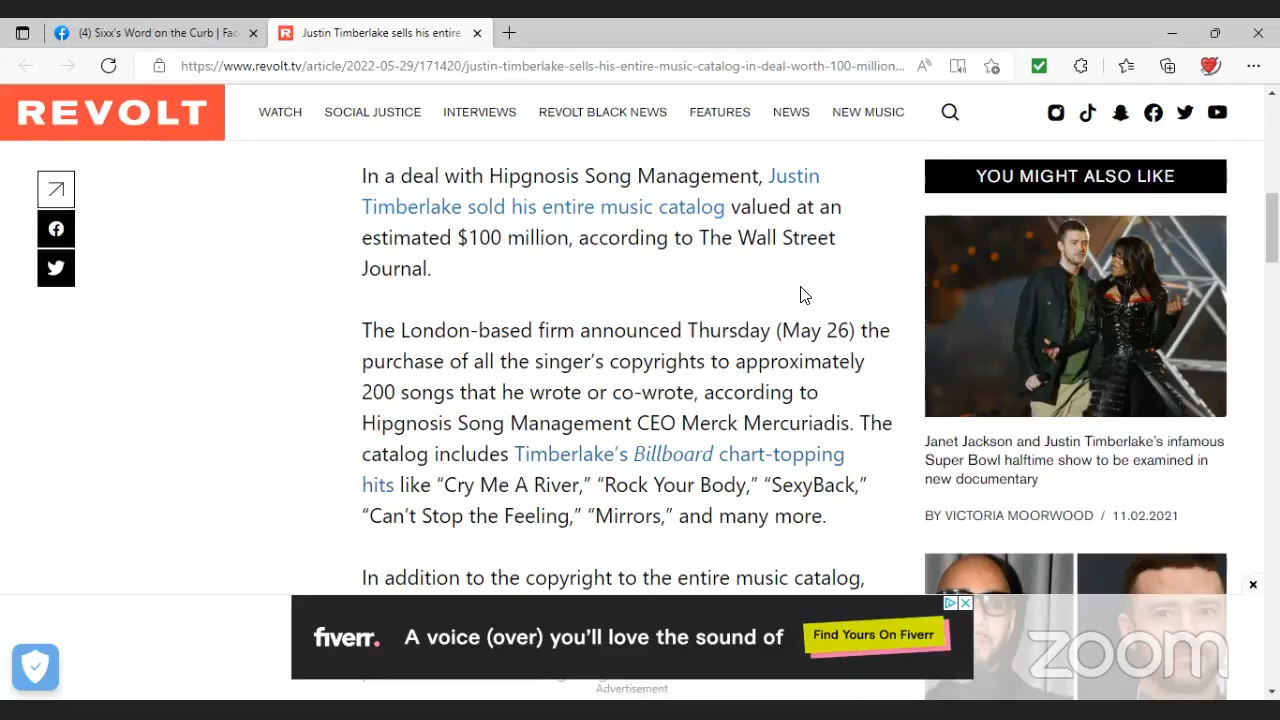 (4) Sixx's Word on the Curb | Fac
Justin Timberlake sells his entire
https://www.revolt.tv/article/2022-05-29/171420/justin-timberlake-sells-his-entire-music-catalog-in-deal-worth-100-million...
REVOLT
WATCH
SOCIAL JUSTICE
INTERVIEWS
REVOLT BLACK NEWS
FEATURES
NEWS
NEW MUSIC
In a deal with Hipgnosis Song Management, Justin
Timberlake sold his entire music catalog valued at an
estimated $100 million, according to The Wall Street
Journal.
The London-based firm announced Thursday (May 26) the
purchase of all the singer's copyrights to approximately
200 songs that he wrote or co-wrote, according to
Hipgnosis Song Management CEO Merck Mercuriadis. The
catalog includes Timberlake's Billboard chart-topping
hits like “Cry Me A River,” “Rock Your Body,” “SexyBack,”
“Can't Stop the Feeling,” “Mirrors,” and many more.
In addition to the copyright to the entire music catalog,
YOU MIGHT ALSO LIKE
Janet Jackson and Justin Timberlake's infamous
Super Bowl halftime show to be examined in
new documentary
BY VICTORIA MOORWOOD / 11.02.2021
fiverr. A voice (over) you'll love the sound of
Find Yours On Fiverr
Advertisement
zoom